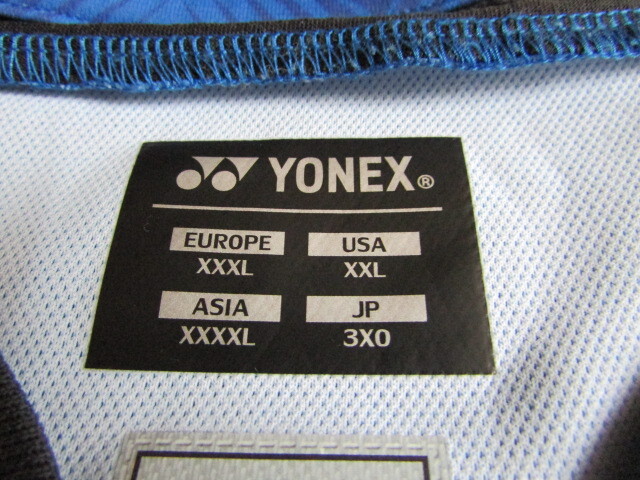 YONEX®
EUROPE USA
XXXL XXL
ASIA JP
XXXXL 3XO